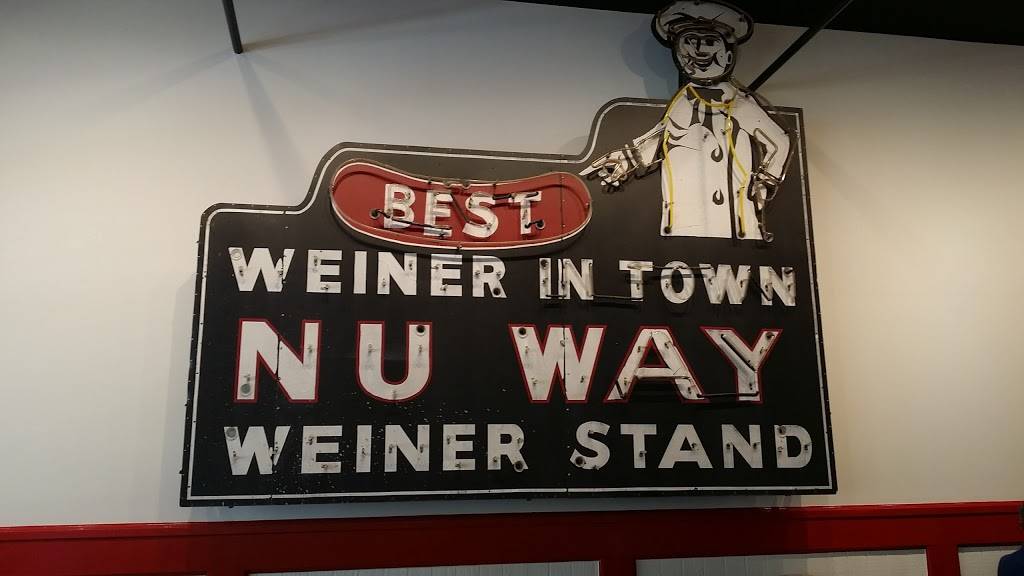 BEST
WEINER IN TOWN
NU WAY
WEINER STAND